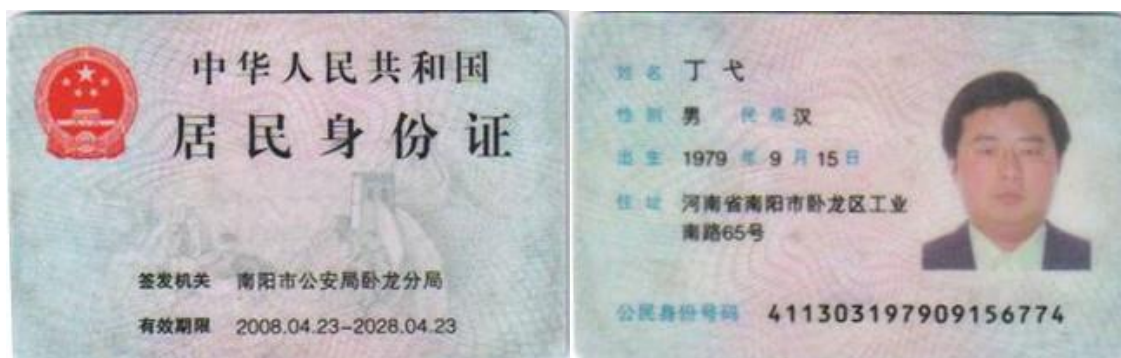 中华人民共和国
居民身份证
签发机关 南阳市公安局卧龙分局
有效期限 2008.04.23-2028.04.23
姓名 丁弋
性别 男 民族 汉
出生 1979 年 9 月 15 日
住址 河南省南阳市卧龙区工业
南路65号
公民身份号码 411303197909156774